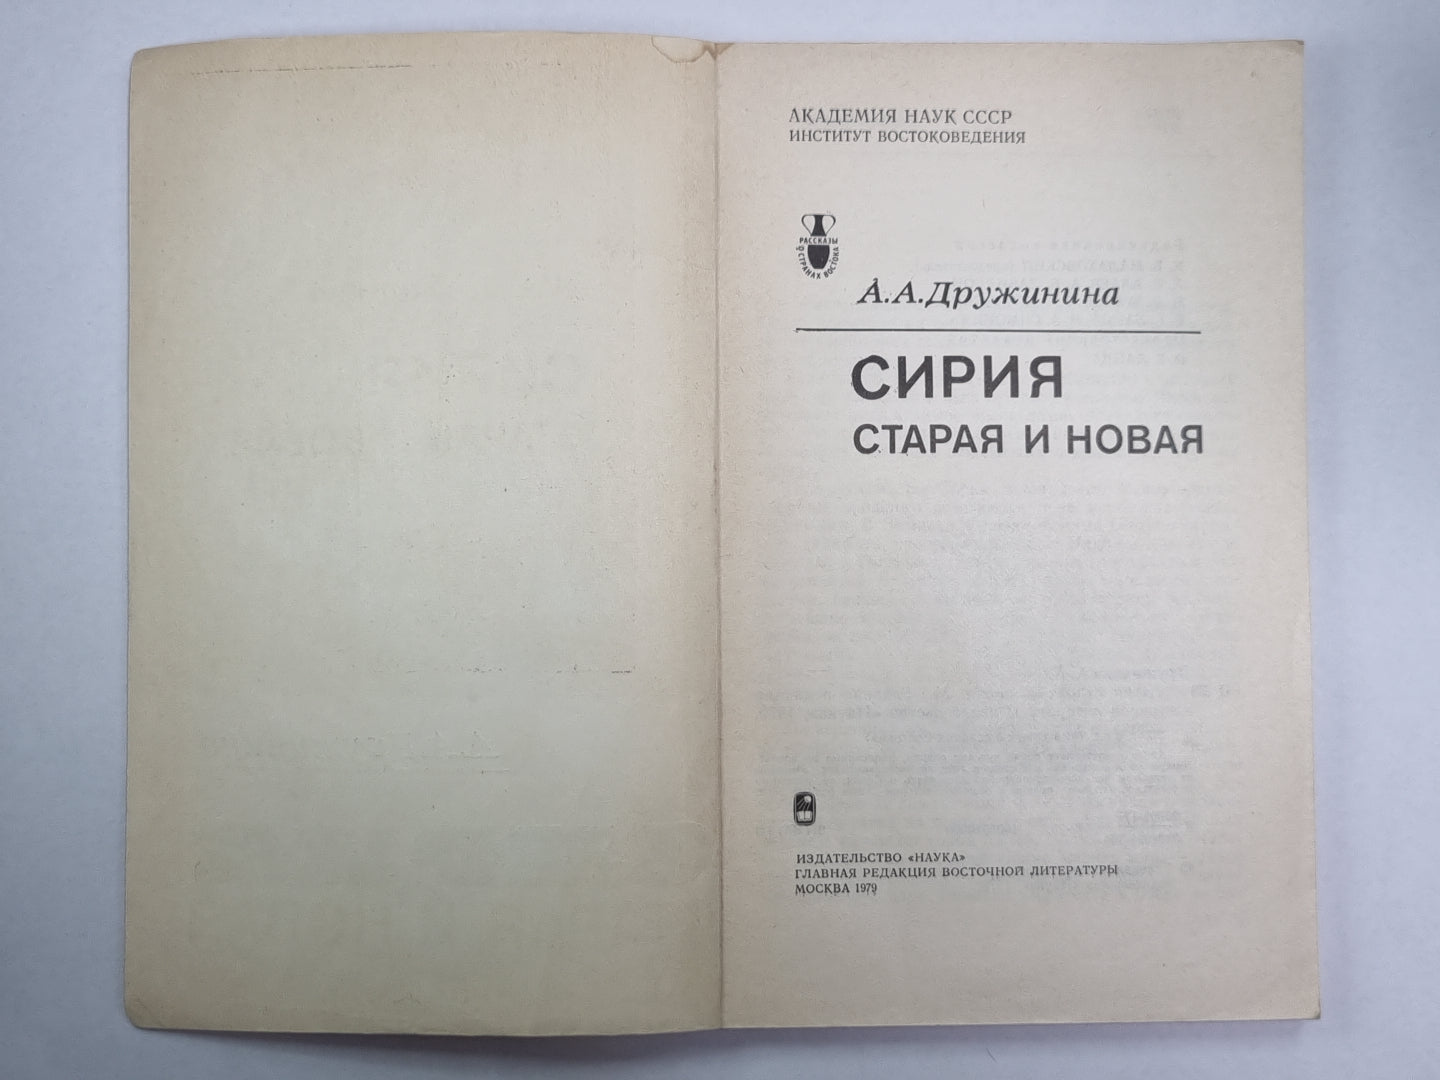 АКАДЕМИЯ НАУК СССР
ИНСТИТУТ ВОСТОКОВЕДЕНИЯ
РАССКАЗЫ
О СТРАНАХ ВОСТОКА
А.А.Дружинина
СИРИЯ
СТАРАЯ И НОВАЯ
ИЗДАТЕЛЬСТВО «НАУКА»
ГЛАВНАЯ РЕДАКЦИЯ ВОСТОЧНОЙ ЛИТЕРАТУРЫ
МОСКВА 1979